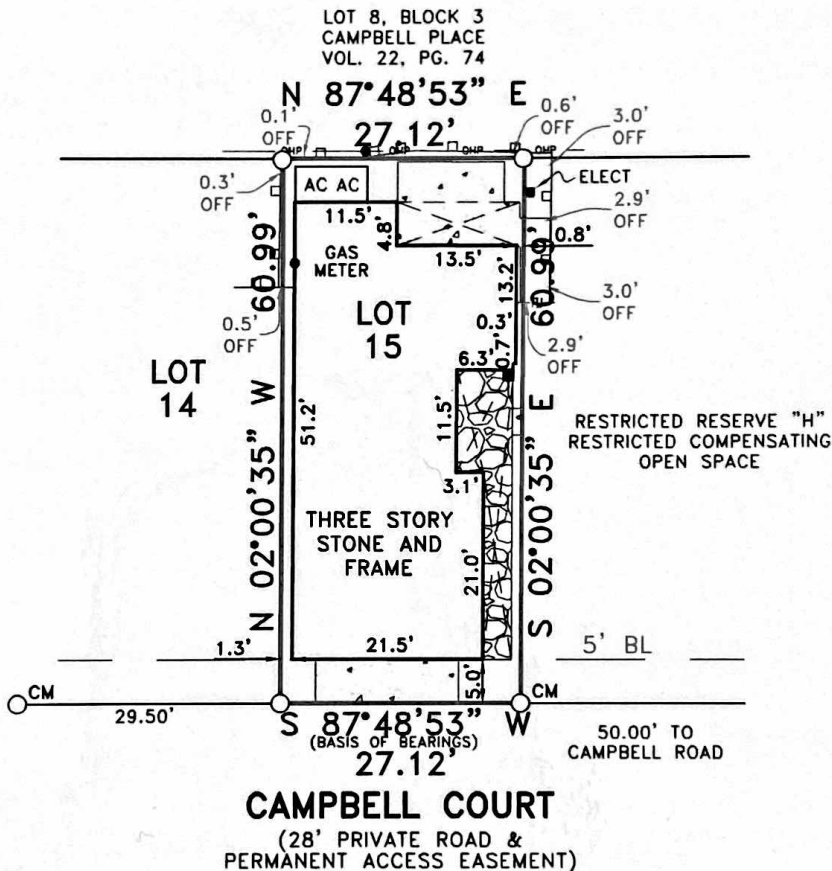 LOT 8, BLOCK 3
CAMPBELL PLACE
VOL. 22, PG. 74
N 87°48'53" E
27.12'
0.1'
OFF
0.6'
OFF
3.0'
OFF
OHP
OHP
OHP
OHP
ELECT
0.3'
OFF
AC AC
2.9'
OFF
11.5'
4.8'
13.5'
0.8'
GAS
METER
60.99'
13.2'
60.99'
3.0'
OFF
0.5'
OFF
LOT
15
0.3'
2.9'
OFF
6.3'
0.7'
LOT
14
51.2'
11.5'
RESTRICTED RESERVE "H"
RESTRICTED COMPENSATING
OPEN SPACE
N 02°00'35" W
S 02°00'35" E
3.1'
THREE STORY
STONE AND
FRAME
21.0'
1.3'
21.5'
5' BL
5.0'
CM
CM
29.50'
S 87°48'53" W
(BASIS OF BEARINGS)
27.12'
50.00' TO
CAMPBELL ROAD
CAMPBELL COURT
(28' PRIVATE ROAD &
PERMANENT ACCESS EASEMENT)